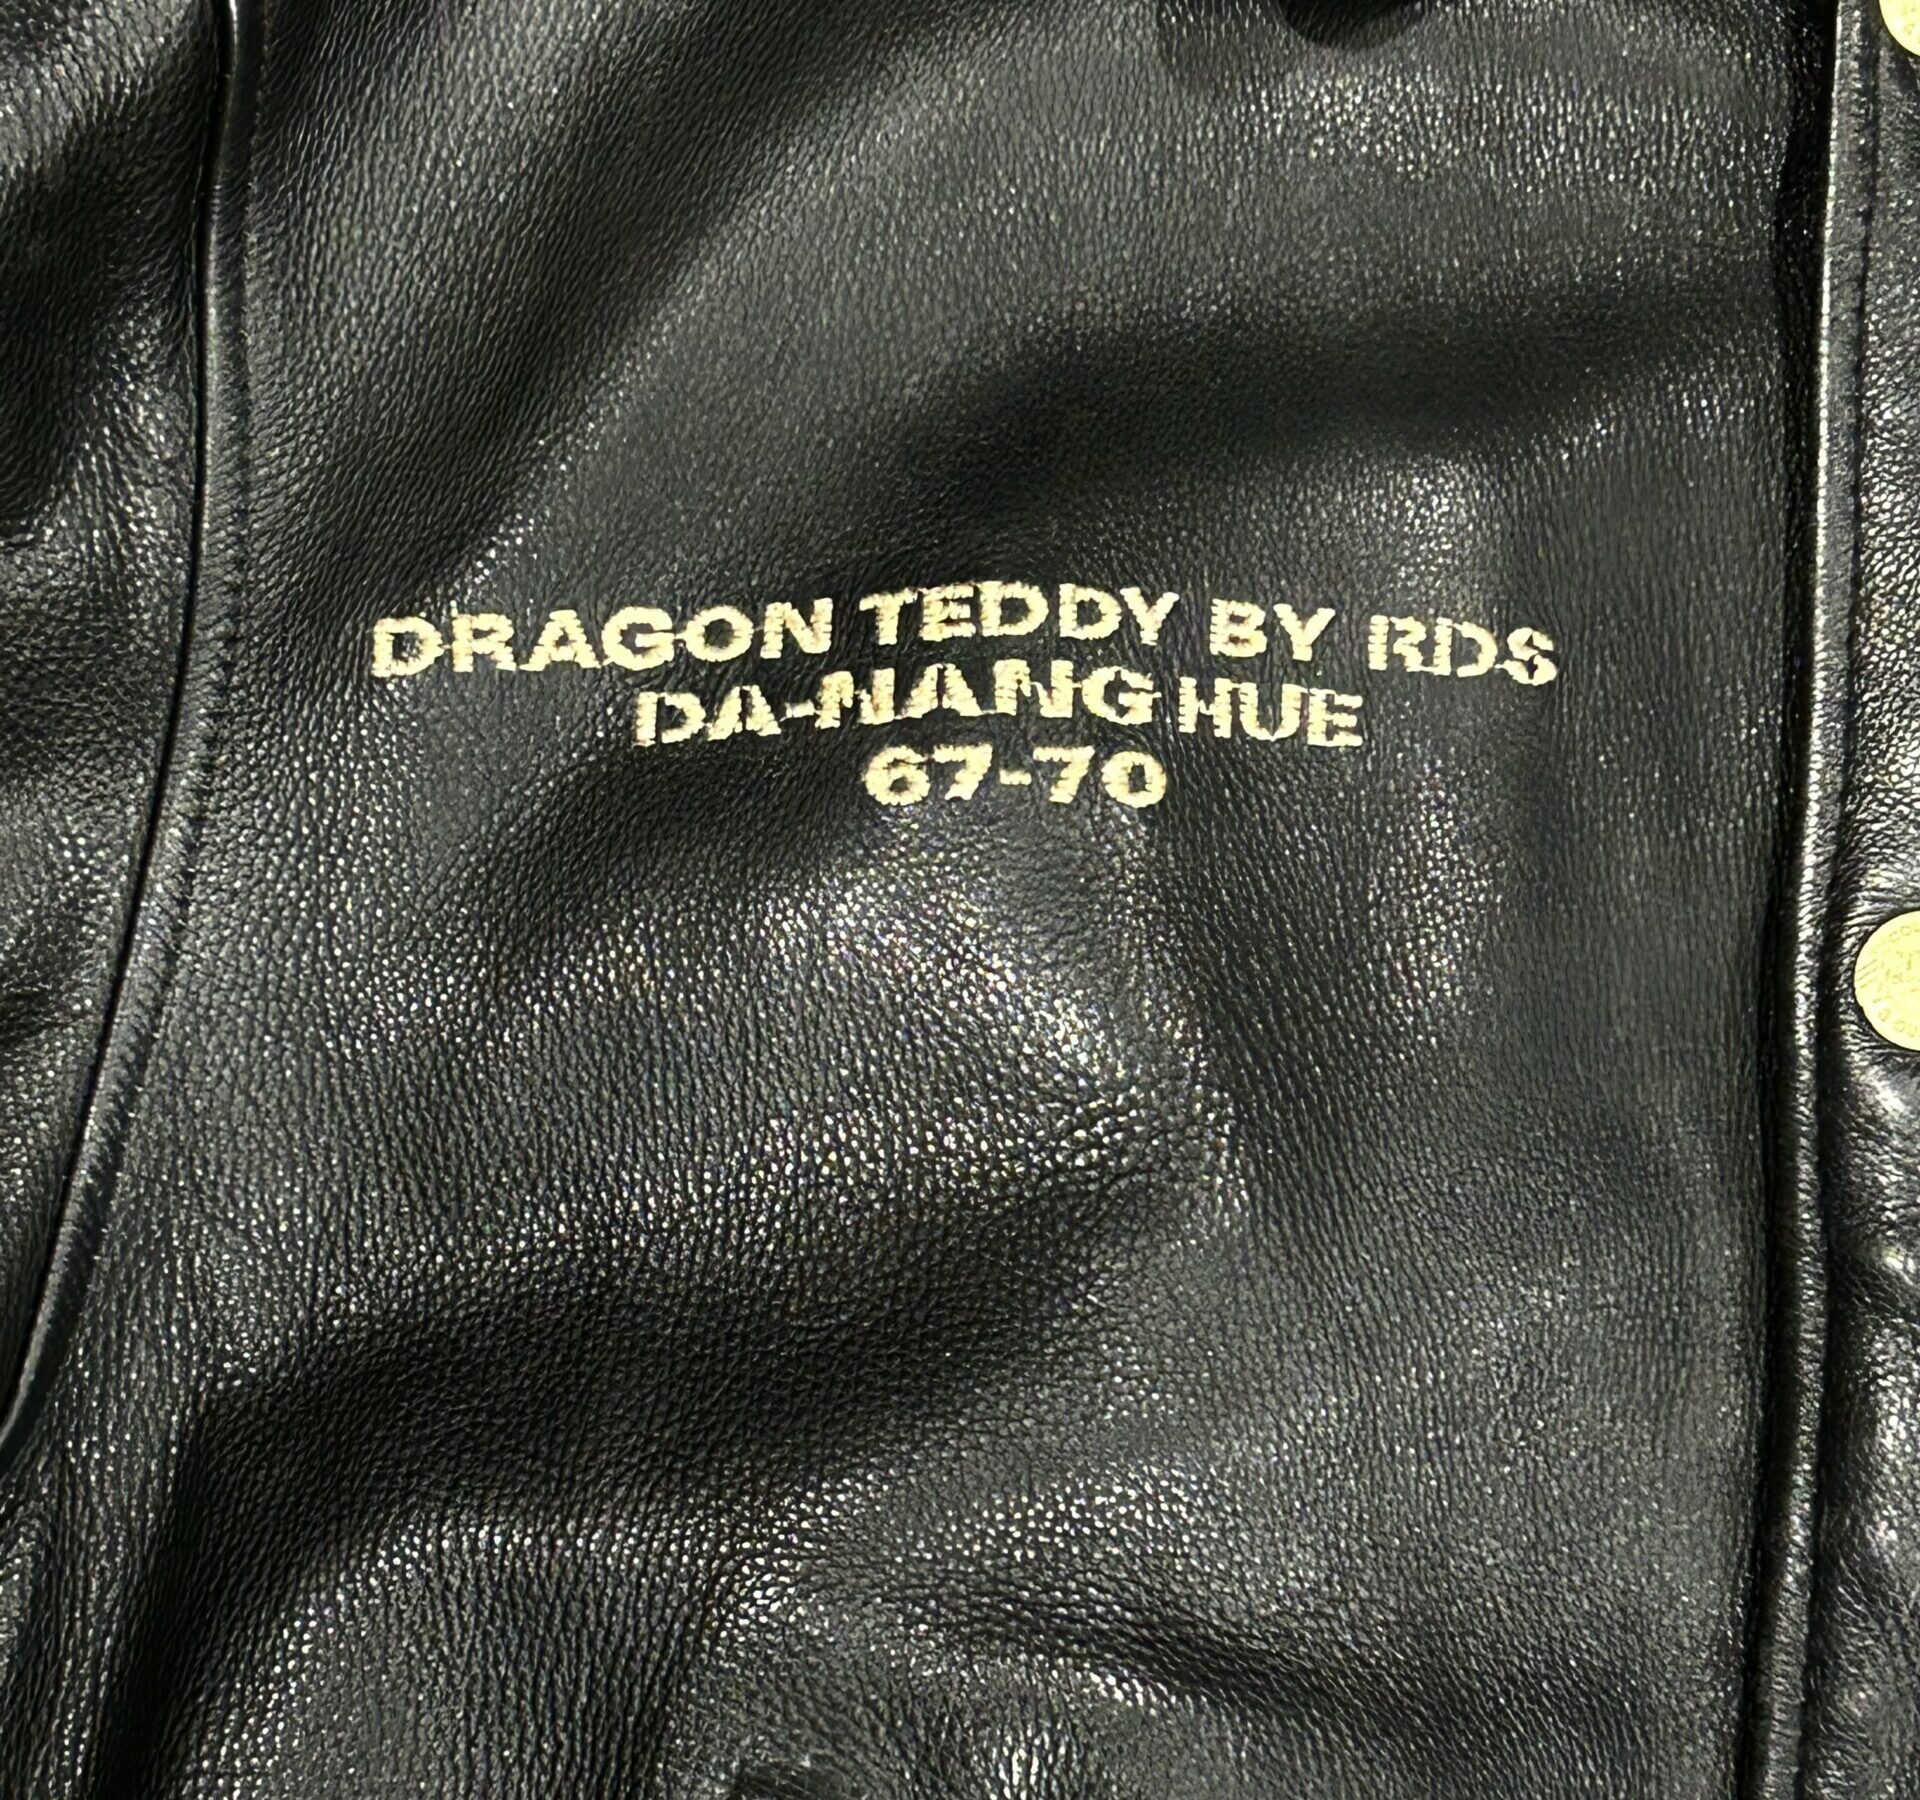 DRAGON TEDDY BY RDS
DA-NANG HUE
67-70